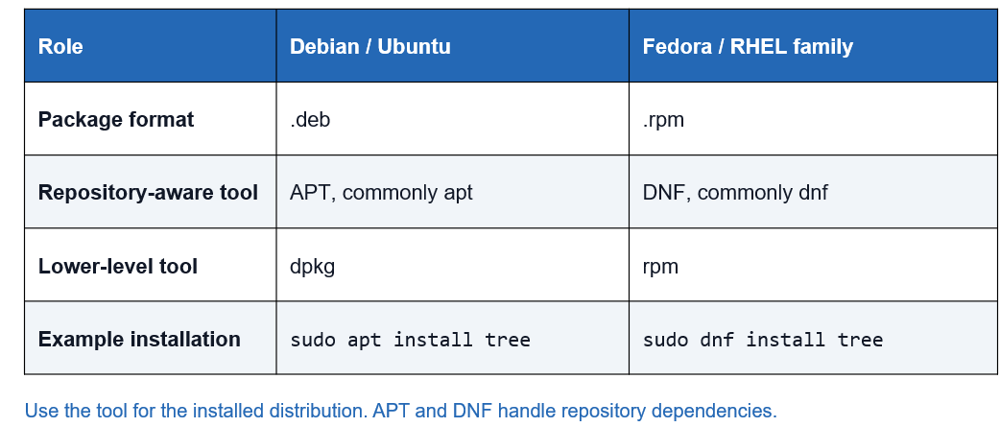 Role Debian / Ubuntu Fedora / RHEL family
Package format .deb .rpm
Repository-aware tool APT, commonly apt DNF, commonly dnf
Lower-level tool dpkg rpm
Example installation sudo apt install tree sudo dnf install tree
Use the tool for the installed distribution. APT and DNF handle repository dependencies.